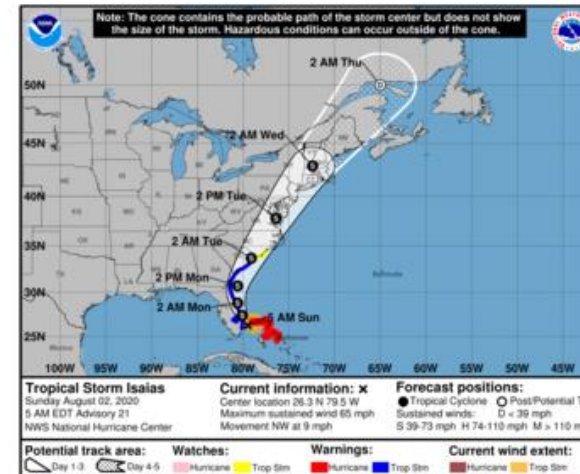 Note: The cone contains the probable path of the storm center but does not show
the size of the storm. Hazardous conditions can occur outside of the cone.
2 AM Thu
50N
2 AM Wed
45N
2 PM Tue
40N
2 AM Tue
35N
2 PM Mon
30N
2 AM Mon
5 AM Sun
25N
100W 95W 90W 85W 80W 75W 70W 65W 60W
Tropical Storm Isaias
Sunday August 02, 2020
5 AM EDT Advisory 21
NWS National Hurricane Center
Current information: x
Center location 26.3 N 79.5 W
Maximum sustained wind 65 mph
Movement NW at 9 mph
Forecast positions:
Tropical Cyclone Post/Potential T
Sustained winds: D < 39 mph
S 39-73 mph H 74-110 mph M > 110 m
Potential track area:
Day 1-3 Day 4-5
Watches:
Hurricane Trop Stm
Warnings:
Hurricane Trop Stm
Current wind extent:
Hurricane Trop Stm